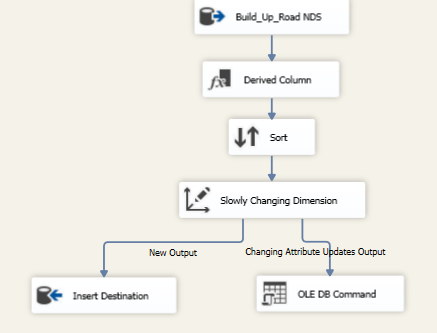 Build_Up_Road NDS
Derived Column
Sort
Slowly Changing Dimension
New Output
Changing Attribute Updates Output
Insert Destination
OLE DB Command